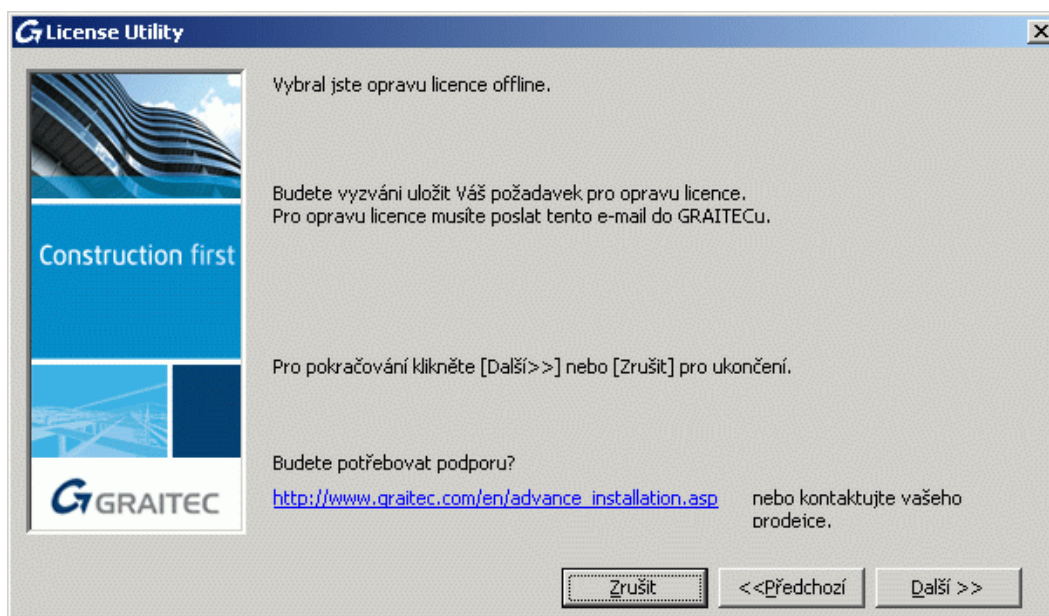 License Utility
Vybral jste opravu licence offline.
Budete vyzváni uložit Váš požadavek pro opravu licence.
Pro opravu licence musíte poslat tento e-mail do GRAITECu.
Construction first
Pro pokračování klikněte [Další>>] nebo [Zrušit] pro ukončení.
Budete potřebovat podporu?
http://www.graitec.com/en/advance_installation.asp nebo kontaktujte vašeho
prodejce.
GRAITEC
Zrušit
<<Předchozí
Další >>